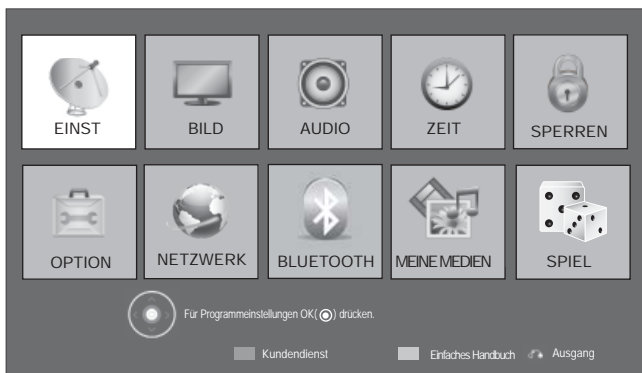 EINST BILD AUDIO ZEIT SPERREN
OPTION NETZWERK BLUETOOTH MEINE MEDIEN SPIEL
Für Programmeinstellungen OK(◉) drücken.
Kundendienst Einfaches Handbuch Ausgang